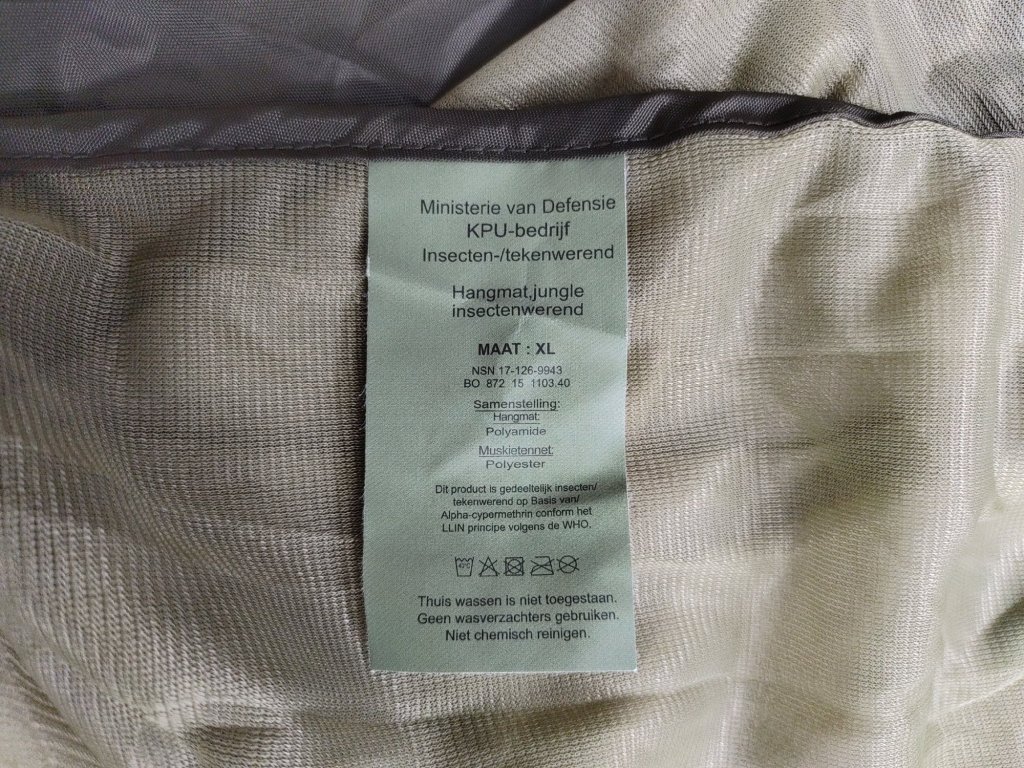 Ministerie van Defensie
KPU-bedrijf
Insecten-/tekenwerend
Hangmat,jungle
insectenwerend
MAAT : XL
NSN 17-126-9943
BO 872 15 1103.40
Samenstelling:
Hangmat:
Polyamide
Muskietennet:
Polyester
Dit product is gedeeltelijk insecten/
tekenwerend op Basis van/
Alpha-cypermethrin conform het
LLIN principe volgens de WHO.
Thuis wassen is niet toegestaan.
Geen wasverzachters gebruiken.
Niet chemisch reinigen.